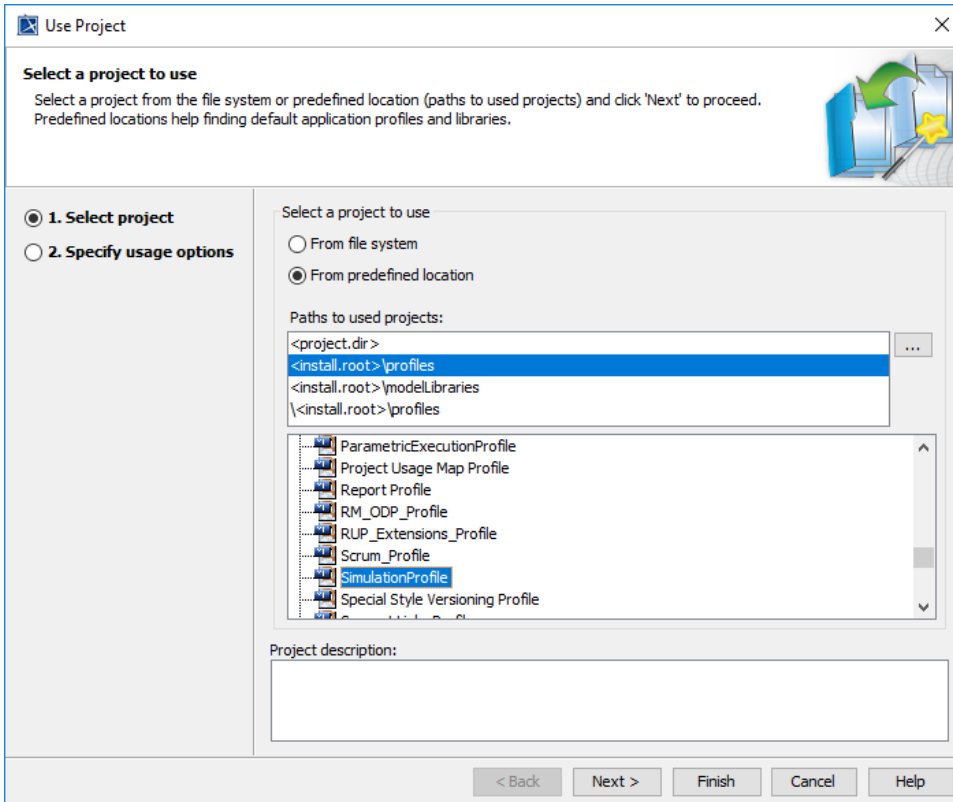 Use Project
Select a project to use
Select a project from the file system or predefined location (paths to used projects) and click 'Next' to proceed.
Predefined locations help finding default application profiles and libraries.
1. Select project
2. Specify usage options
Select a project to use
From file system
From predefined location
Paths to used projects:
<project.dir>
...
<install.root>\profiles
<install.root>\modelLibraries
\<install.root>\profiles
ParametricExecutionProfile
Project Usage Map Profile
Report Profile
RM_ODP_Profile
RUP_Extensions_Profile
Scrum_Profile
SimulationProfile
Special Style Versioning Profile
Project description:
< Back
Next >
Finish
Cancel
Help